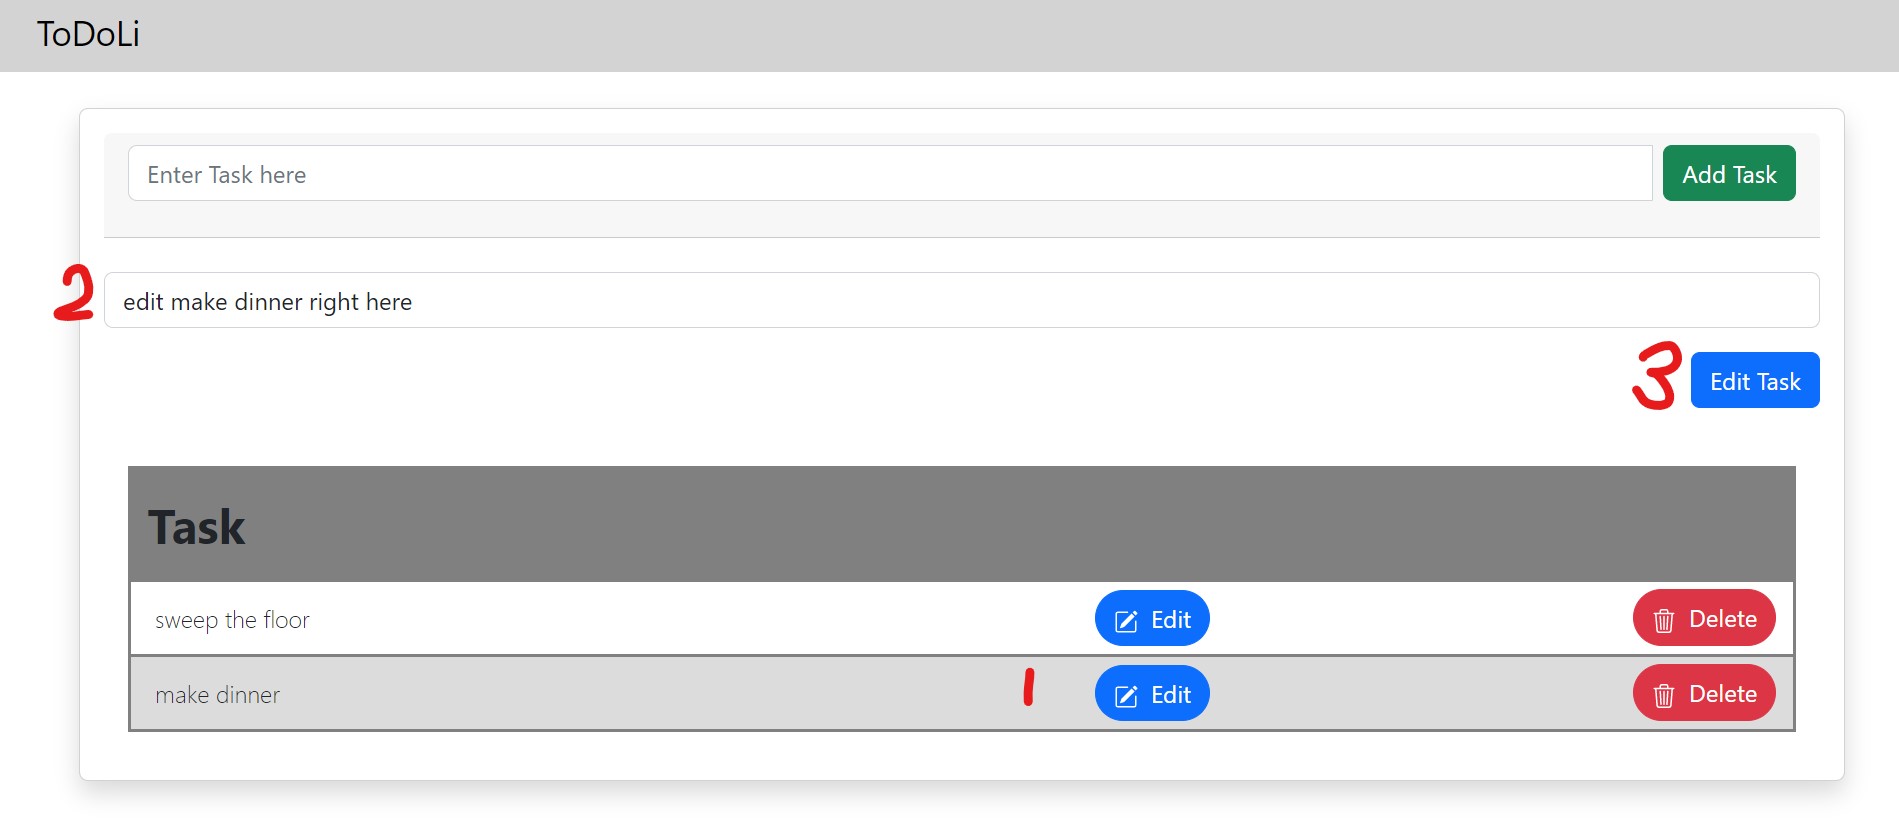 ToDoLi
Enter Task here Add Task
2 edit make dinner right here
3 Edit Task
Task
sweep the floor Edit Delete
make dinner 1 Edit Delete